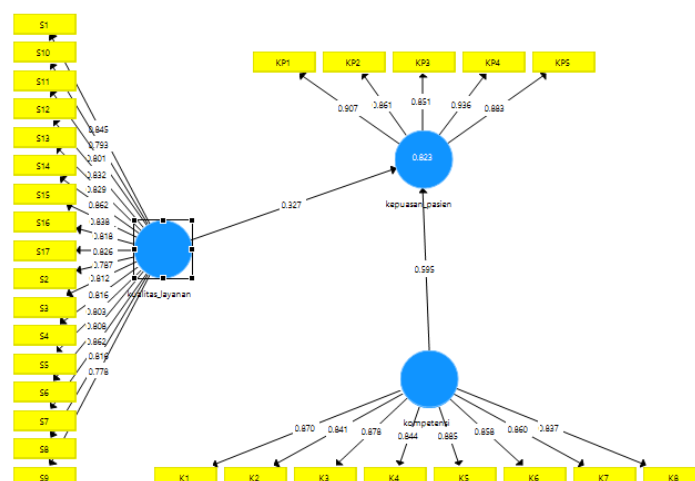 S1
S10
S11
S12
S13
S14
S15
S16
S17
S2
S3
S4
S5
S6
S7
S8
S9
0.845
0.793
0.801
0.832
0.829
0.862
0.838
0.818
0.826
0.787
0.812
0.816
0.803
0.808
0.862
0.816
0.778
kualitas_layanan
0.327
KP1 KP2 KP3 KP4 KP5
0.907 0.861 0.851 0.936 0.883
0.823
kepuasan_pasien
0.595
kompetensi
0.870 0.841 0.878 0.844 0.885 0.858 0.860 0.837
K1 K2 K3 K4 K5 K6 K7 K8